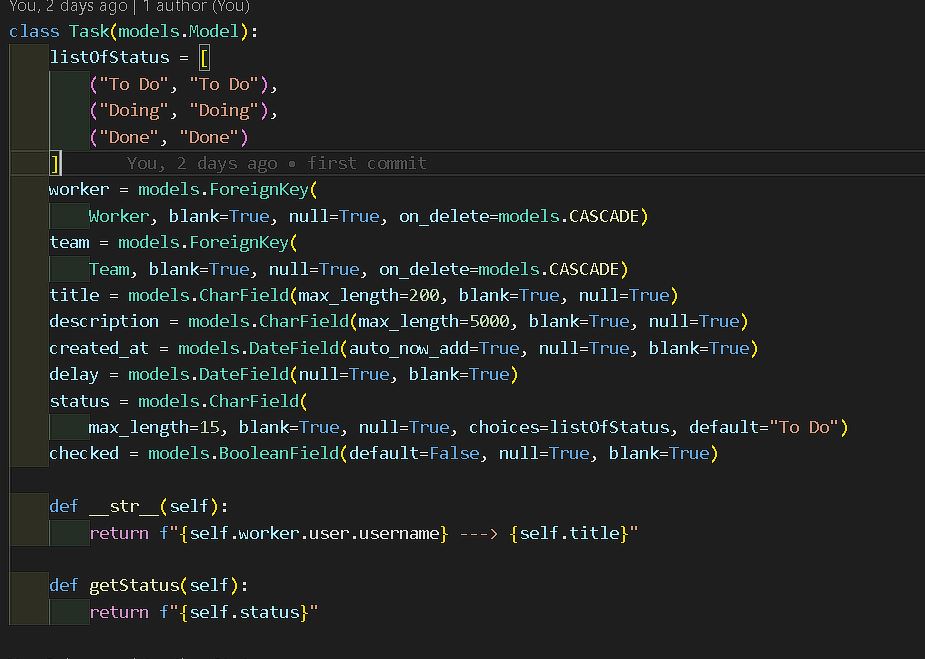 You, 2 days ago | 1 author (You)
class Task(models.Model):
    listOfStatus = [
        ("To Do", "To Do"),
        ("Doing", "Doing"),
        ("Done", "Done")
    ]      You, 2 days ago • first commit
    worker = models.ForeignKey(
        Worker, blank=True, null=True, on_delete=models.CASCADE)
    team = models.ForeignKey(
        Team, blank=True, null=True, on_delete=models.CASCADE)
    title = models.CharField(max_length=200, blank=True, null=True)
    description = models.CharField(max_length=5000, blank=True, null=True)
    created_at = models.DateField(auto_now_add=True, null=True, blank=True)
    delay = models.DateField(null=True, blank=True)
    status = models.CharField(
        max_length=15, blank=True, null=True, choices=listOfStatus, default="To Do")
    checked = models.BooleanField(default=False, null=True, blank=True)

    def __str__(self):
        return f"{self.worker.user.username} ---> {self.title}"

    def getStatus(self):
        return f"{self.status}"